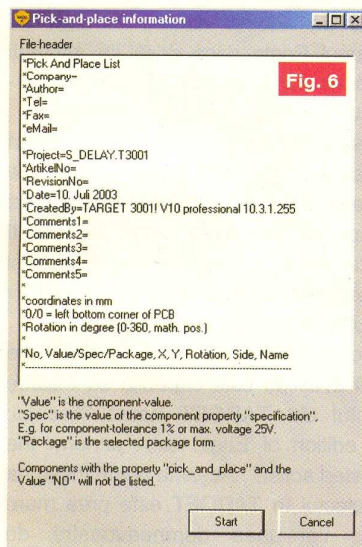 Pick-and-place information
File-header
*Pick And Place List
*Company=
*Author=
*Tel=
*Fax=
*eMail=
*
*Project=S_DELAY.T3001
*ArtikelNo=
*RevisionNo=
*Date=10. Juli 2003
*CreatedBy=TARGET 3001! V10 professional 10.3.1.255
*Comments1=
*Comments2=
*Comments3=
*Comments4=
*Comments5=
*
*coordinates in mm
*0/0 = left bottom corner of PCB
*Rotation in degree (0-360, math. pos.)
*
*No, Value/Spec/Package, X, Y, Rotation, Side, Name
*--------------------------------------------------
Fig. 6
"Value" is the component-value.
"Spec" is the value of the component property "specification",
E.g. for component-tolerance 1% or max. voltage 25V.
"Package" is the selected package form.
Components with the property "pick_and_place" and the
Value "NO" will not be listed.
Start
Cancel